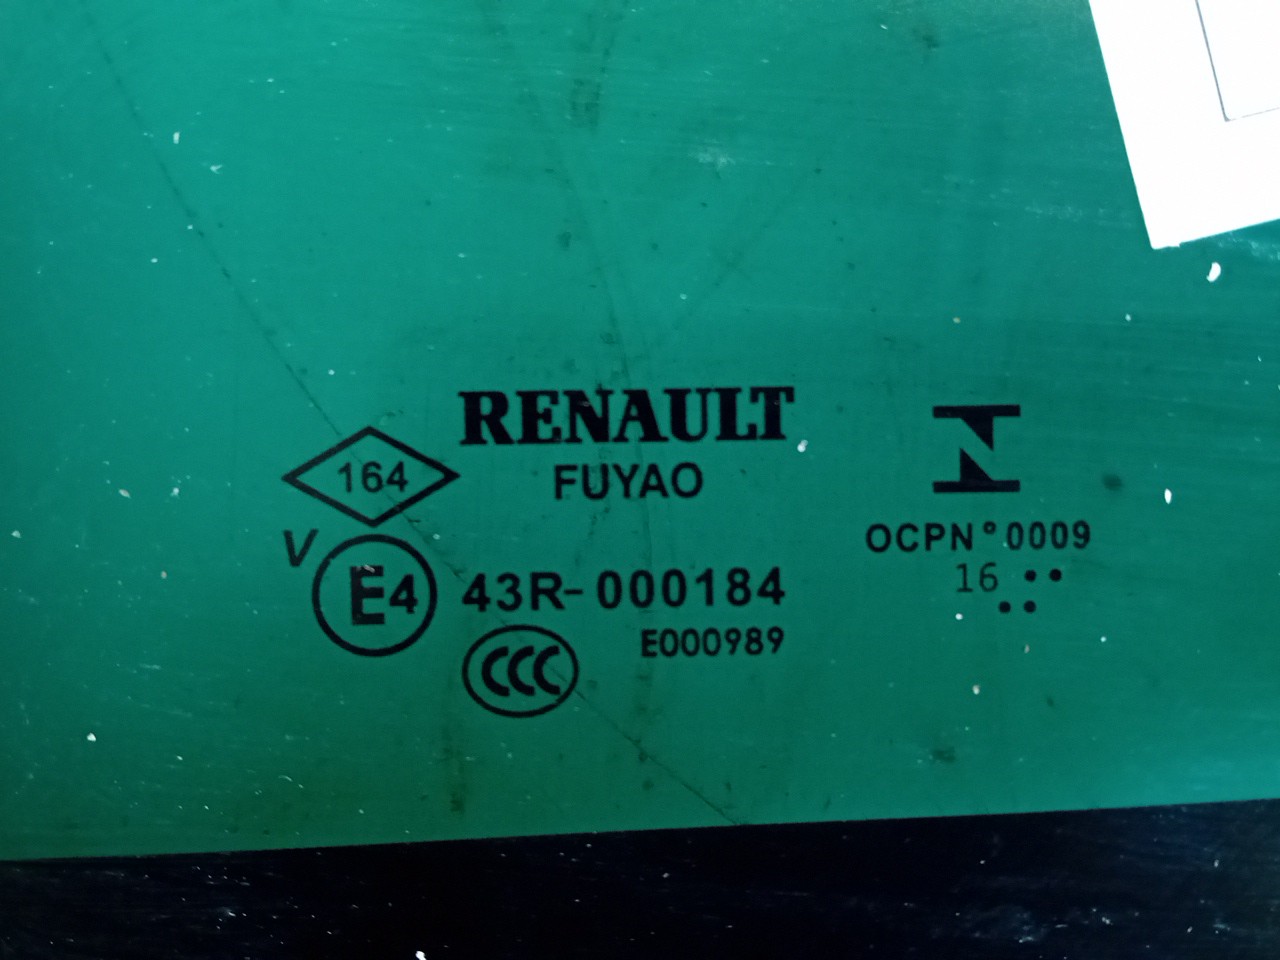 RENAULT
FUYAO
164
V
E4
43R-000184
E000989
CCC
OCPN°0009
16